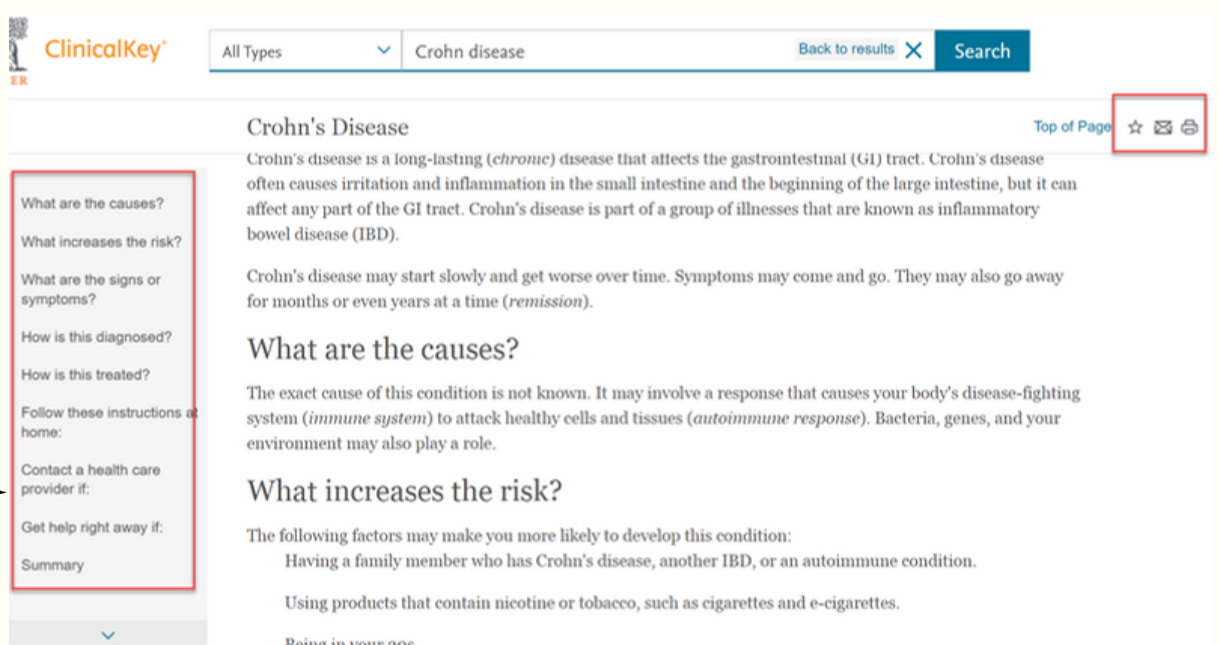 ClinicalKey
ER
All Types
Crohn disease
Back to results
Search
Crohn's Disease
Top of Page
What are the causes?
What increases the risk?
What are the signs or
symptoms?
How is this diagnosed?
How is this treated?
Follow these instructions at
home:
Contact a health care
provider if:
Get help right away if:
Summary
Crohn's disease is a long-lasting (chronic) disease that affects the gastrointestinal (GI) tract. Crohn's disease
often causes irritation and inflammation in the small intestine and the beginning of the large intestine, but it can
affect any part of the GI tract. Crohn's disease is part of a group of illnesses that are known as inflammatory
bowel disease (IBD).
Crohn's disease may start slowly and get worse over time. Symptoms may come and go. They may also go away
for months or even years at a time (remission).
What are the causes?
The exact cause of this condition is not known. It may involve a response that causes your body's disease-fighting
system (immune system) to attack healthy cells and tissues (autoimmune response). Bacteria, genes, and your
environment may also play a role.
What increases the risk?
The following factors may make you more likely to develop this condition:
Having a family member who has Crohn's disease, another IBD, or an autoimmune condition.
Using products that contain nicotine or tobacco, such as cigarettes and e-cigarettes.
Being in your